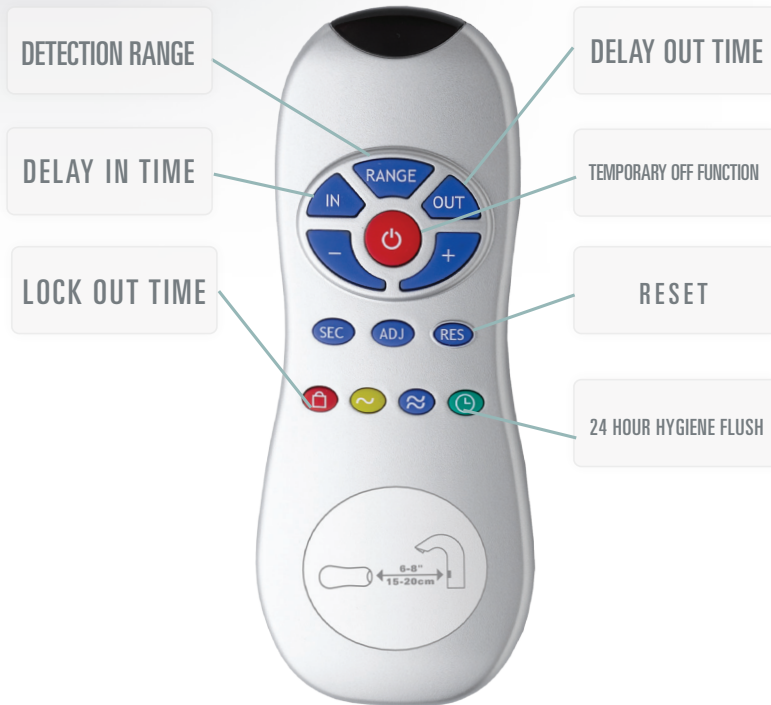 DETECTION RANGE
DELAY OUT TIME
DELAY IN TIME
TEMPORARY OFF FUNCTION
LOCK OUT TIME
RESET
24 HOUR HYGIENE FLUSH
RANGE
IN
OUT
-
+
SEC
ADJ
RES
6-8"
15-20cm